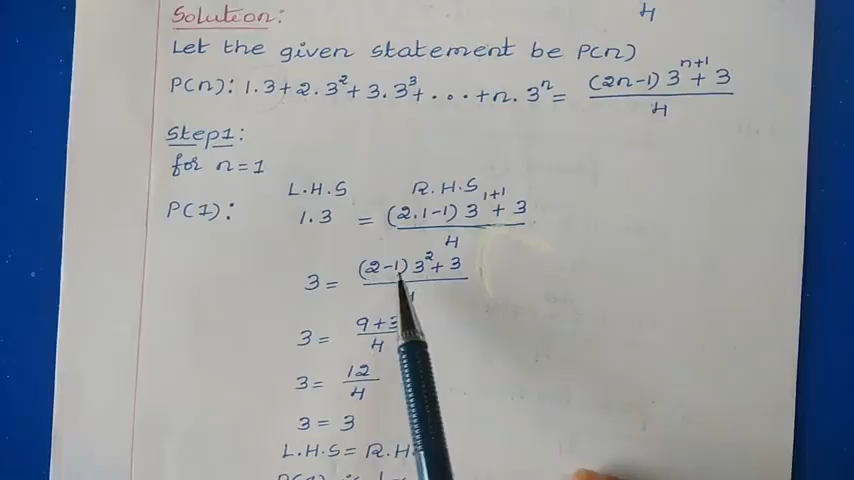 4
Solution:
Let the given statement be P(n)
P(n): 1.3 + 2.3² + 3.3³ + . . . + n.3ⁿ = (2n-1) 3ⁿ⁺¹ + 3 / 4
Step1:
for n=1
L.H.S R.H.S
P(1): 1.3 = (2.1-1) 3¹⁺¹ + 3 / 4
3 = (2-1) 3² + 3 /
3 = 9+3 / 4
3 = 12 / 4
3 = 3
L.H.S = R.H.